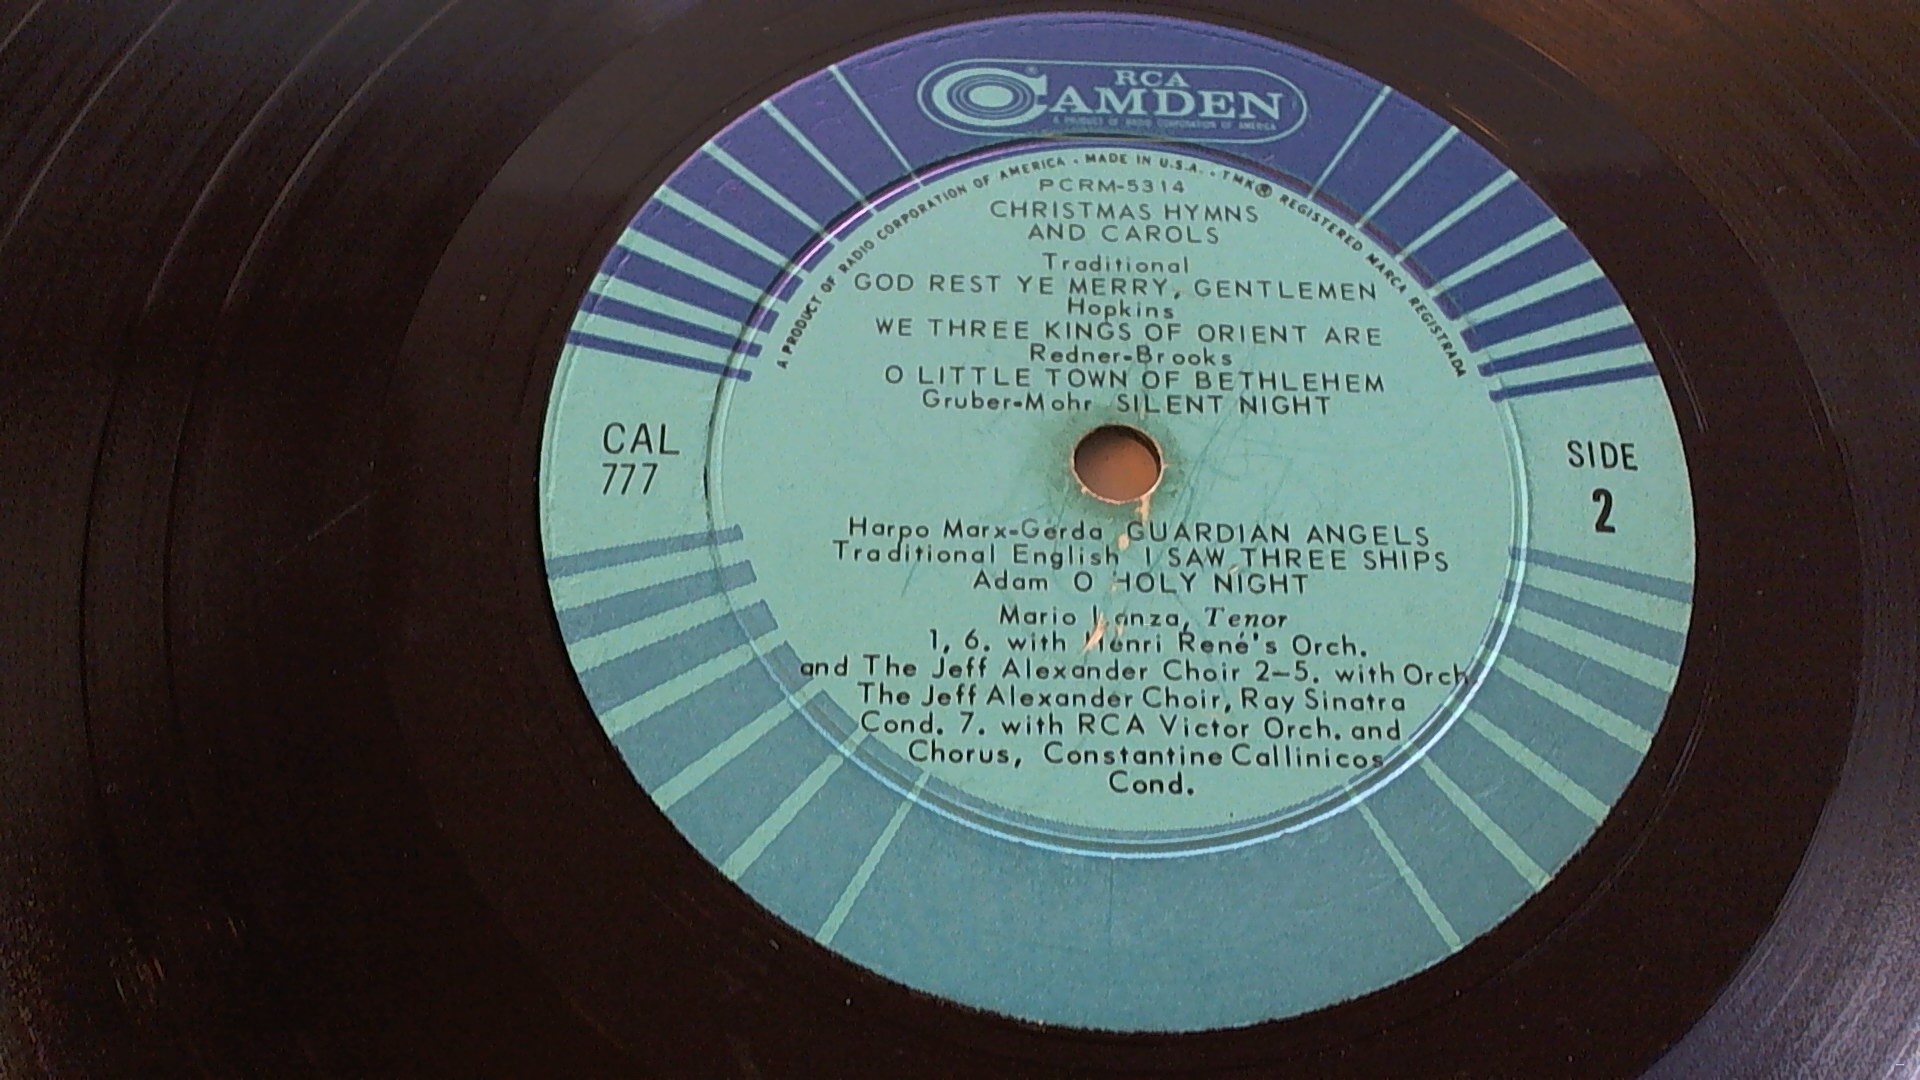 RCA
CAMDEN
A PRODUCT OF RADIO CORPORATION OF AMERICA
A PRODUCT OF RADIO CORPORATION OF AMERICA • MADE IN U.S.A. • TMK ® REGISTERED MARCA REGISTRADA
PCRM-5314
CHRISTMAS HYMNS
AND CAROLS
Traditional
GOD REST YE MERRY, GENTLEMEN
Hopkins
WE THREE KINGS OF ORIENT ARE
Redner-Brooks
O LITTLE TOWN OF BETHLEHEM
Gruber-Mohr SILENT NIGHT
CAL
777
SIDE
2
Harpo Marx-Gerda GUARDIAN ANGELS
Traditional English I SAW THREE SHIPS
Adam O HOLY NIGHT
Mario Lanza, Tenor
1, 6. with Henri René's Orch.
and The Jeff Alexander Choir 2-5. with Orch.
The Jeff Alexander Choir, Ray Sinatra
Cond. 7. with RCA Victor Orch. and
Chorus, Constantine Callinicos
Cond.